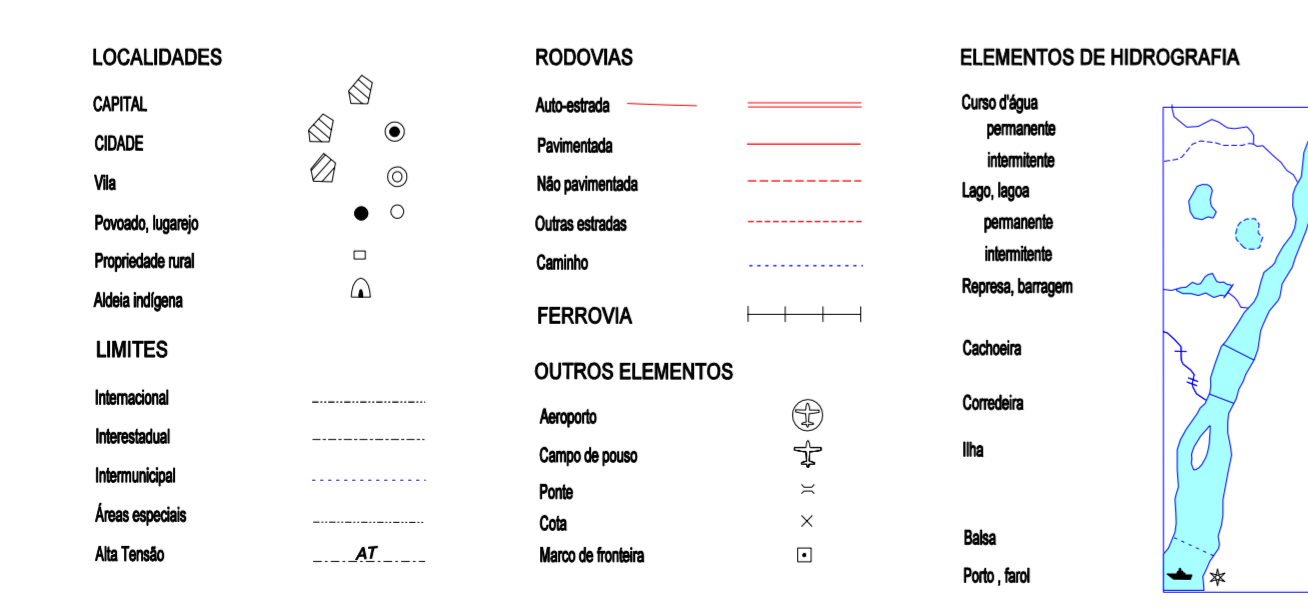 LOCALIDADES
CAPITAL
CIDADE
Vila
Povoado, lugarejo
Propriedade rural
Aldeia indígena
LIMITES
Internacional
Interestadual
Intermunicipal
Áreas especiais
Alta Tensão
AT
RODOVIAS
Auto-estrada
Pavimentada
Não pavimentada
Outras estradas
Caminho
FERROVIA
OUTROS ELEMENTOS
Aeroporto
Campo de pouso
Ponte
Cota
Marco de fronteira
ELEMENTOS DE HIDROGRAFIA
Curso d'água
permanente
intermitente
Lago, lagoa
permanente
intermitente
Represa, barragem
Cachoeira
Corredeira
Ilha
Balsa
Porto , farol